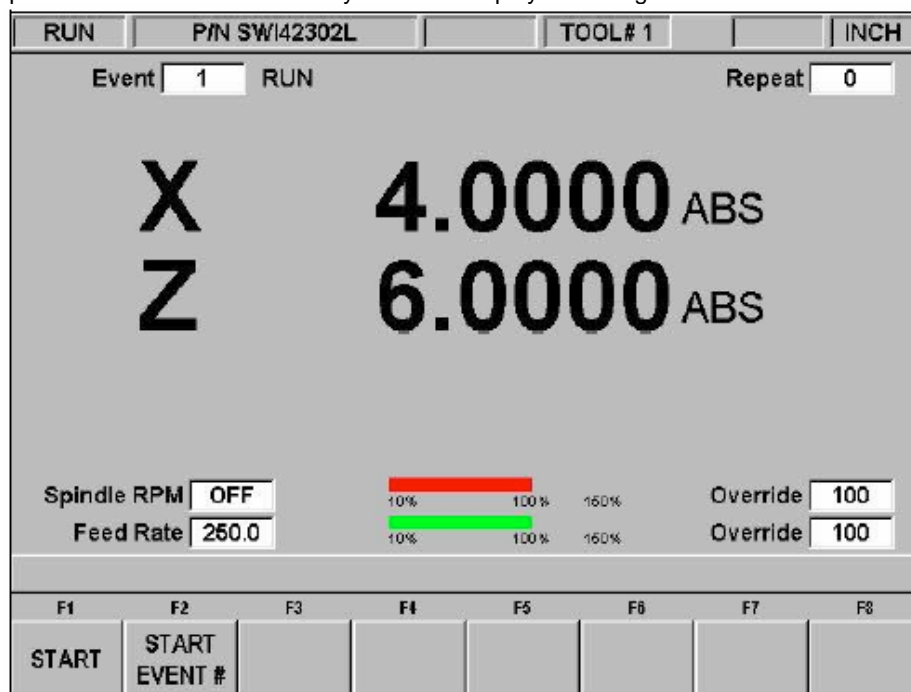 RUN P/N SWI42302L TOOL# 1 INCH
Event 1 RUN Repeat 0
X 4.0000 ABS
Z 6.0000 ABS
Spindle RPM OFF 10% 100% 150% Override 100
Feed Rate 250.0 10% 100% 150% Override 100
F1 F2 F3 F4 F5 F6 F7 F8
START START
EVENT #